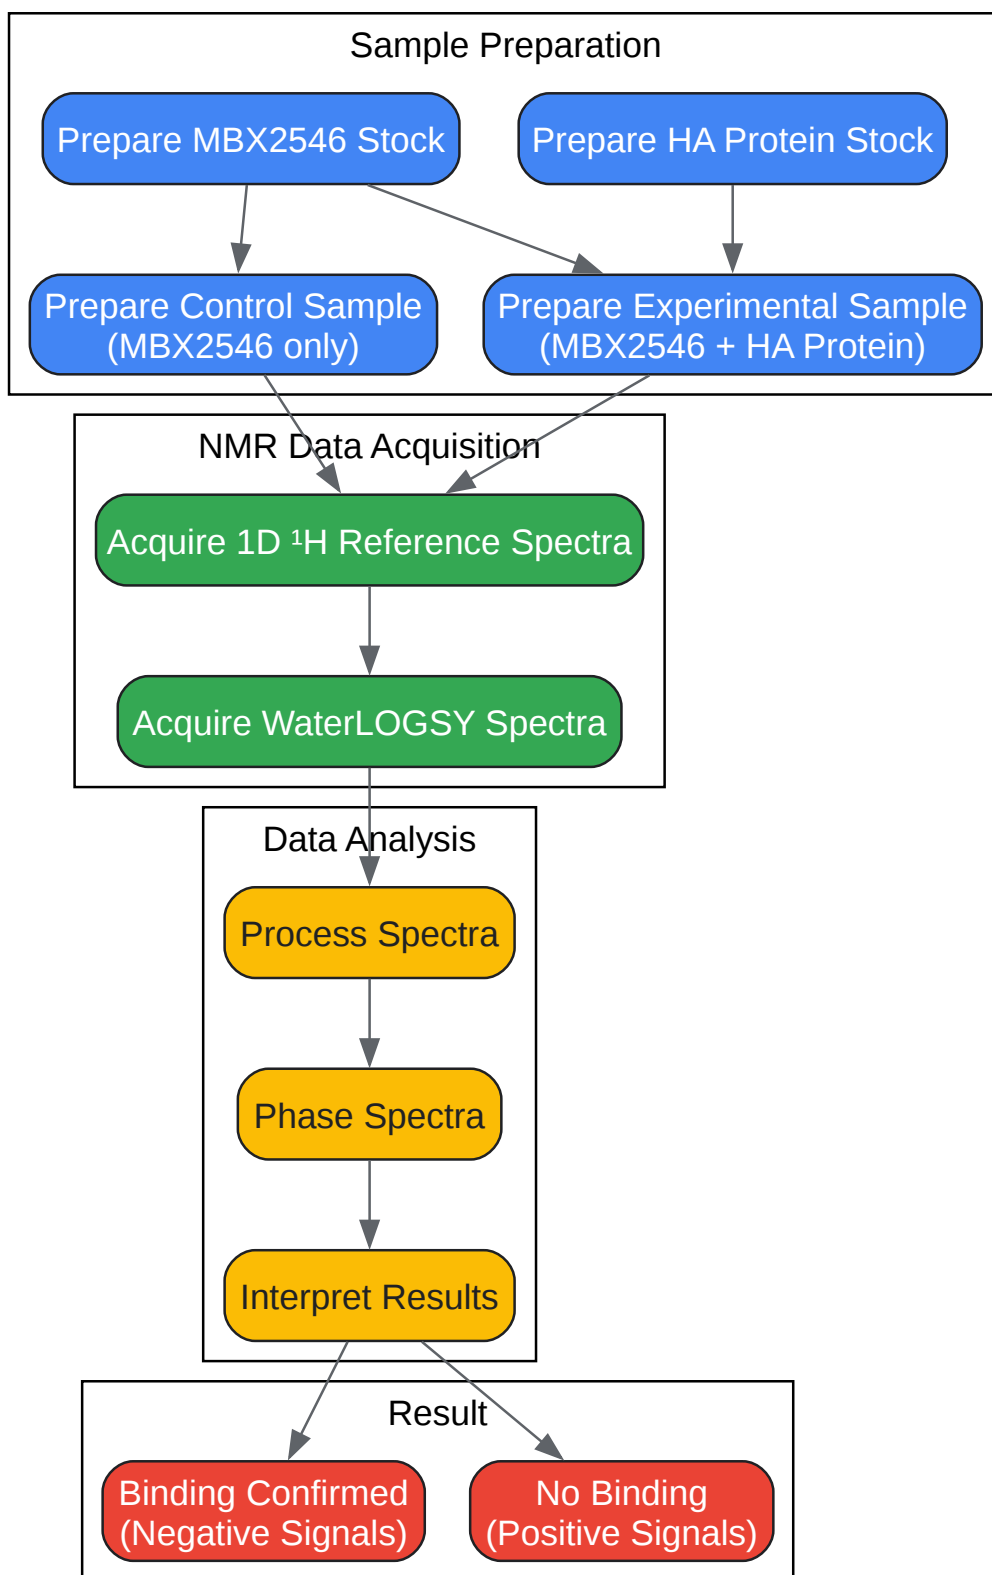 Sample Preparation
Prepare MBX2546 Stock
Prepare HA Protein Stock
Prepare Control Sample
(MBX2546 only)
Prepare Experimental Sample
(MBX2546 + HA Protein)
NMR Data Acquisition
Acquire 1D ¹H Reference Spectra
Acquire WaterLOGSY Spectra
Data Analysis
Process Spectra
Phase Spectra
Interpret Results
Result
Binding Confirmed
(Negative Signals)
No Binding
(Positive Signals)